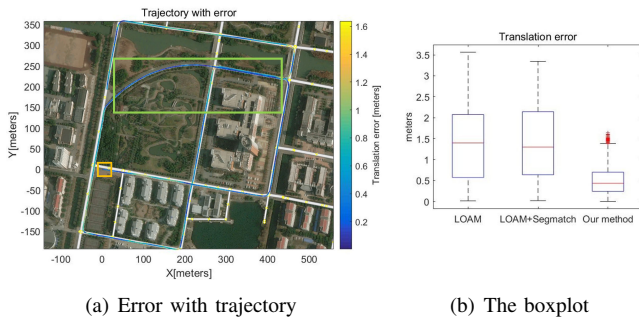 Trajectory with error
350
300
250
200
150
100
50
0
-50
-100
-150
Y[meters]
-100 0 100 200 300 400 500
X[meters]
1.6
1.4
1.2
1
0.8
0.6
0.4
0.2
Translation error [meters]
(a) Error with trajectory
Translation error
3.5
3
2.5
2
1.5
1
0.5
0
meters
LOAM LOAM+Segmatch Our method
(b) The boxplot